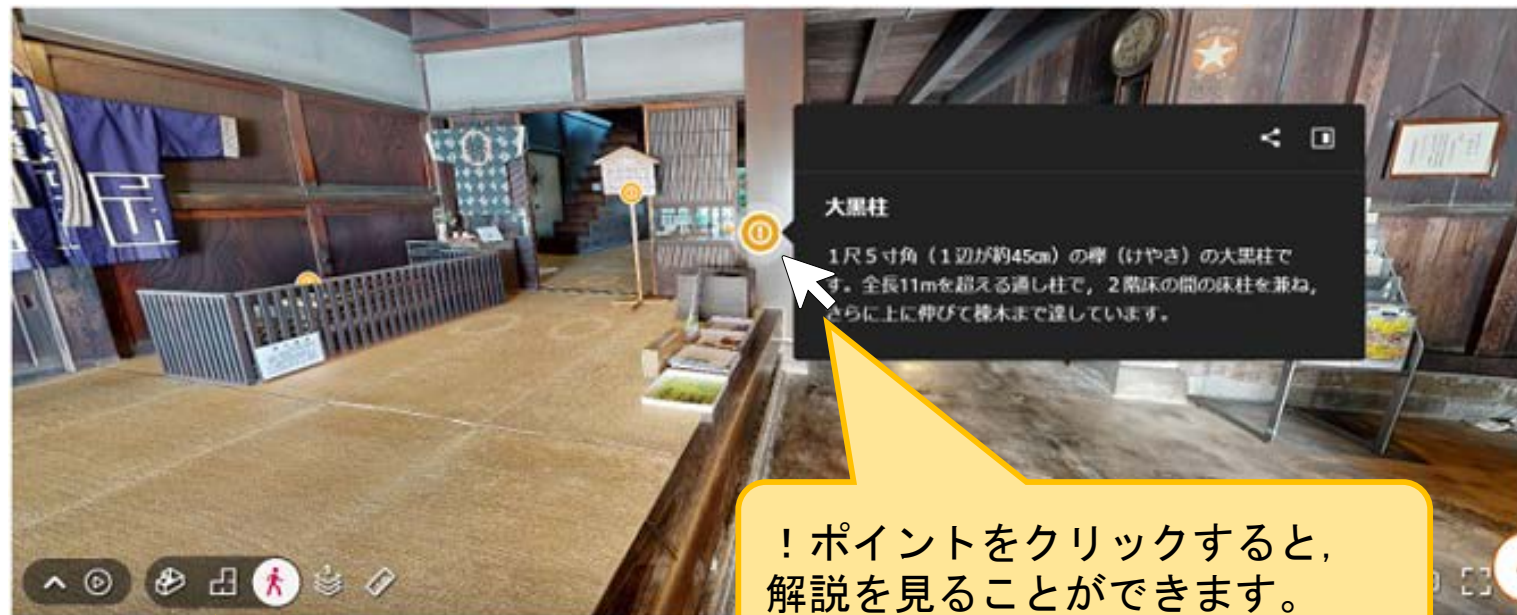 大黒柱
1尺5寸角（1辺が約45㎝）の欅（けやき）の大黒柱で
す。全長11mを超える通し柱で，2階床の間の床柱を兼ね，
さらに上に伸びて棟木まで達しています。
！ポイントをクリックすると，
解説を見ることができます。